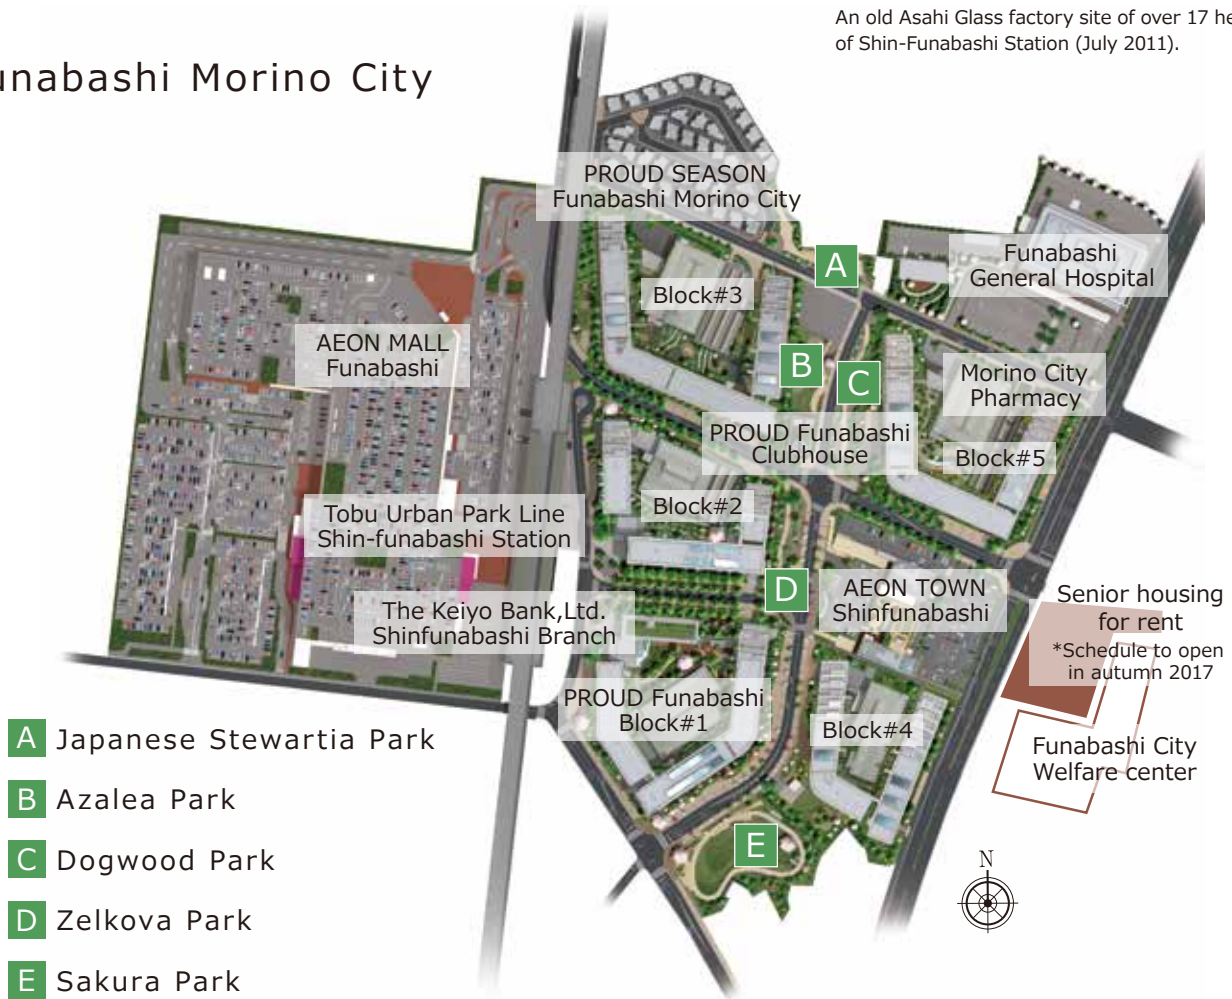 An old Asahi Glass factory site of over 17 he
of Shin-Funabashi Station (July 2011).
unabashi Morino City
PROUD SEASON
Funabashi Morino City
A
Funabashi
General Hospital
Block#3
AEON MALL
Funabashi
B
C
Morino City
Pharmacy
PROUD Funabashi
Clubhouse
Block#5
Block#2
Tobu Urban Park Line
Shin-funabashi Station
D
AEON TOWN
Shinfunabashi
Senior housing
for rent
*Schedule to open
in autumn 2017
The Keiyo Bank,Ltd.
Shinfunabashi Branch
PROUD Funabashi
Block#1
Block#4
Funabashi City
Welfare center
E
N
A Japanese Stewartia Park
B Azalea Park
C Dogwood Park
D Zelkova Park
E Sakura Park